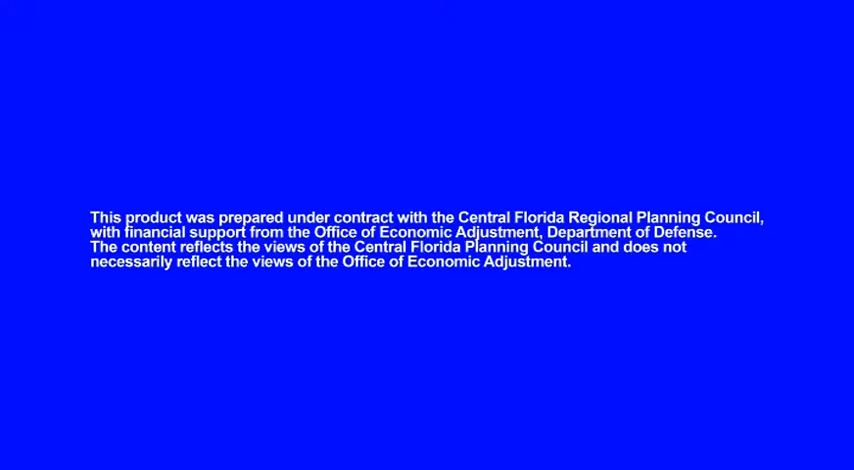 This product was prepared under contract with the Central Florida Regional Planning Council,
with financial support from the Office of Economic Adjustment, Department of Defense.
The content reflects the views of the Central Florida Planning Council and does not
necessarily reflect the views of the Office of Economic Adjustment.